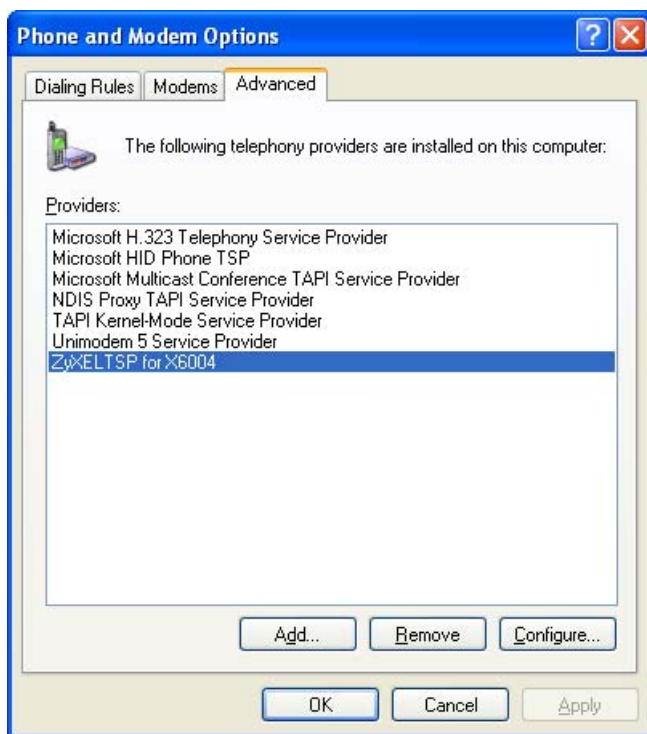 Phone and Modem Options
Dialing Rules Modems Advanced
The following telephony providers are installed on this computer:
Providers:
Microsoft H.323 Telephony Service Provider
Microsoft HID Phone TSP
Microsoft Multicast Conference TAPI Service Provider
NDIS Proxy TAPI Service Provider
TAPI Kernel-Mode Service Provider
Unimodem 5 Service Provider
ZyXELTSP for X6004
Add... Remove Configure...
OK Cancel Apply